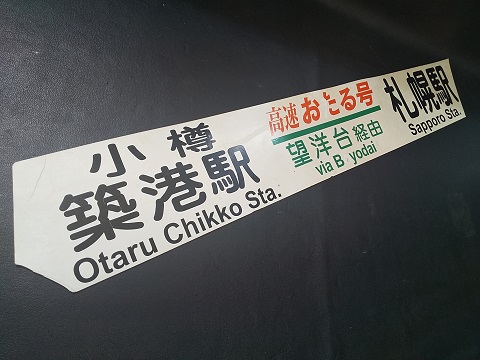 小樽
築港駅
Otaru Chikko Sta.
高速おたる号
望洋台経由
via B yodai
札幌駅
Sapporo Sta.